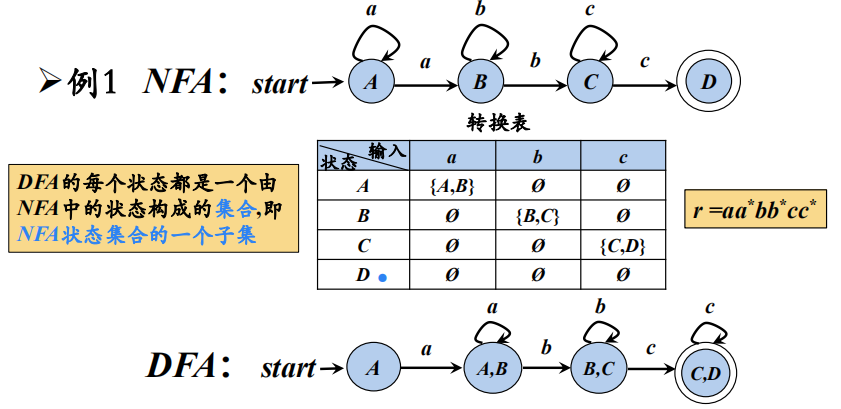 a b c
➤例1 NFA： start A a B b C c D
转换表
状态 输入 a b c
A {A,B} Ø Ø
B Ø {B,C} Ø
C Ø Ø {C,D}
D Ø Ø Ø
DFA的每个状态都是一个由
NFA中的状态构成的集合,即
NFA状态集合的一个子集
r =aa*bb*cc*
a b c
DFA： start A a A,B b B,C c C,D